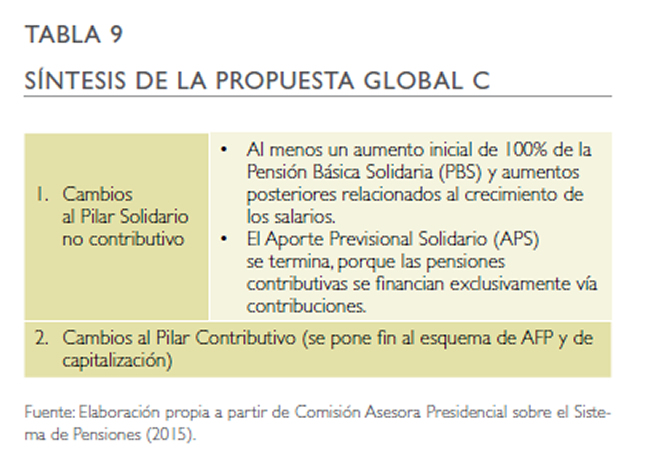 TABLA 9
SÍNTESIS DE LA PROPUESTA GLOBAL C
1. Cambios
al Pilar Solidario
no contributivo
• Al menos un aumento inicial de 100% de la
Pensión Básica Solidaria (PBS) y aumentos
posteriores relacionados al crecimiento de
los salarios.
• El Aporte Previsional Solidario (APS)
se termina, porque las pensiones
contributivas se financian exclusivamente vía
contribuciones.
2. Cambios al Pilar Contributivo (se pone fin al esquema de AFP y de
capitalización)
Fuente: Elaboración propia a partir de Comisión Asesora Presidencial sobre el Siste-
ma de Pensiones (2015).